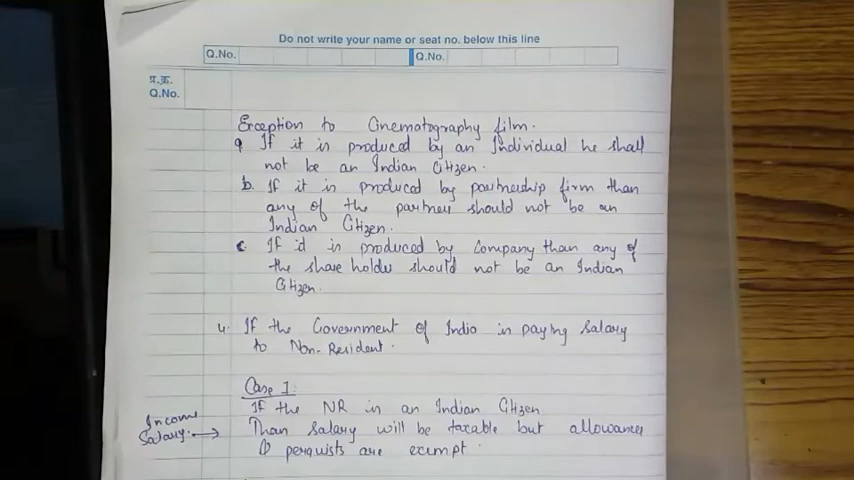 Do not write your name or seat no. below this line
Q.No. Q.No.
प्र.क्र.
Q.No.
Exception to Cinematography film.
a If it is produced by an Individual he shall
not be an Indian Citizen.
b. If it is produced by partnership firm than
any of the partner should not be an
Indian Citizen.
c. If it is produced by Company than any of
the share holder should not be an Indian
Citizen.
4. If the Government of India is paying Salary
to Non-Resident.
Case 1:
If the NR is an Indian Citizen
Income
Salary. → Than Salary will be taxable but allowances
& perquists are exempt.